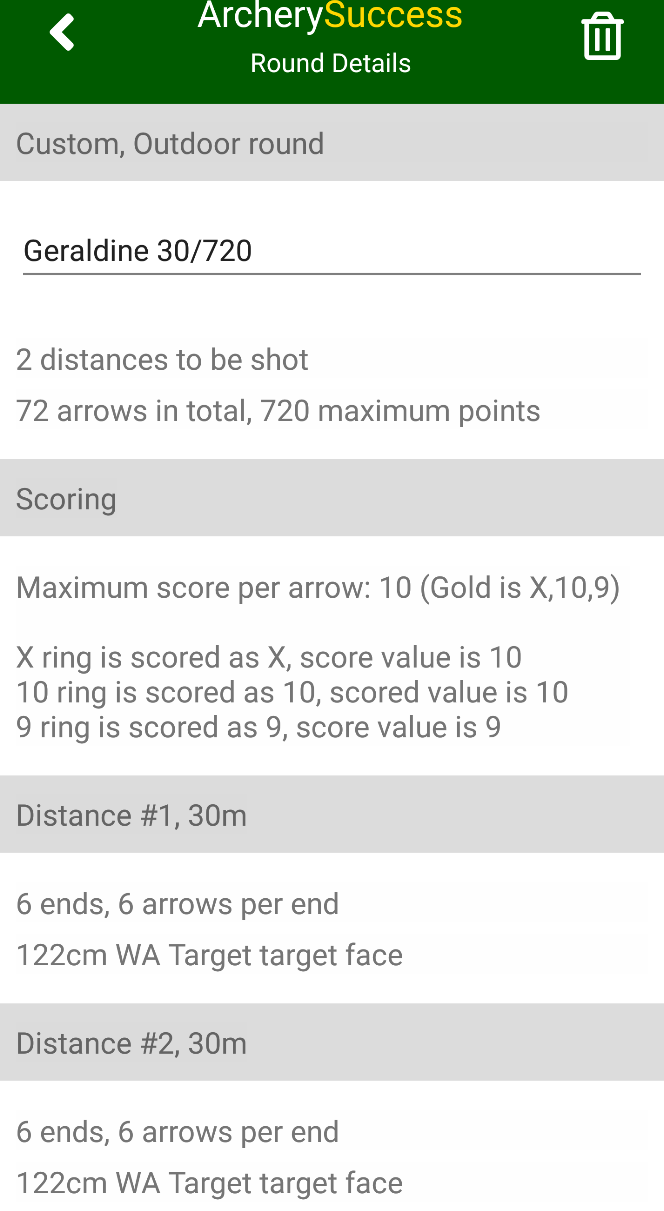 ArcherySuccess
Round Details
Custom, Outdoor round
Geraldine 30/720
2 distances to be shot
72 arrows in total, 720 maximum points
Scoring
Maximum score per arrow: 10 (Gold is X,10,9)
X ring is scored as X, score value is 10
10 ring is scored as 10, scored value is 10
9 ring is scored as 9, score value is 9
Distance #1, 30m
6 ends, 6 arrows per end
122cm WA Target target face
Distance #2, 30m
6 ends, 6 arrows per end
122cm WA Target target face